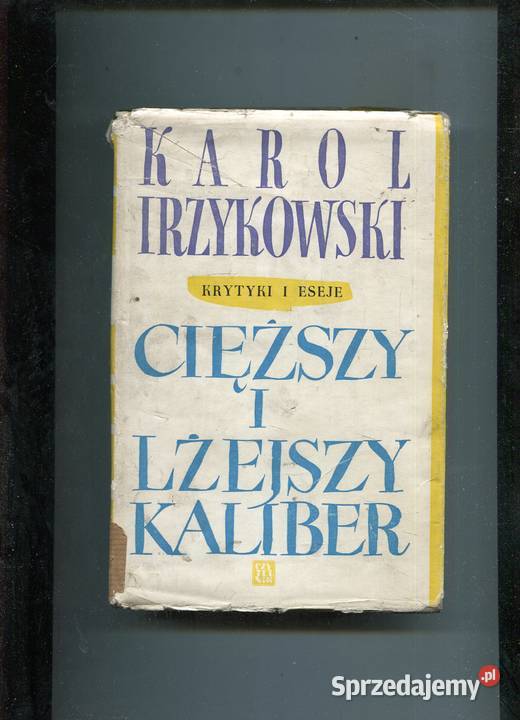 KAROL
IRZYKOWSKI
KRYTYKI I ESEJE
CIĘŻSZY
I
LŻEJSZY
KALIBER
Sprzedajemy.pl